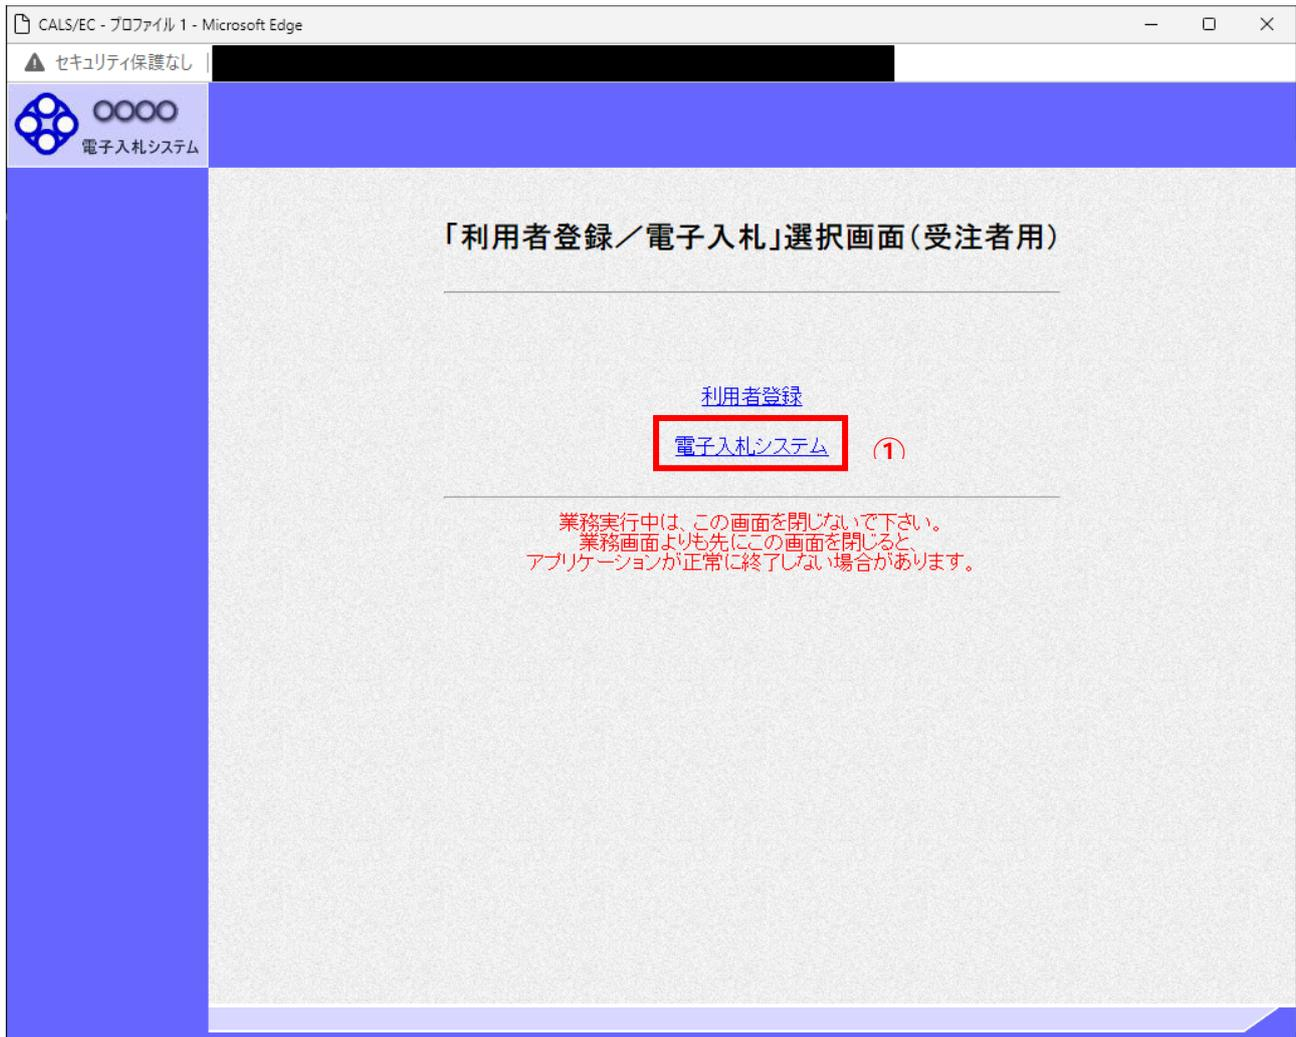 CALS/EC - プロファイル 1 - Microsoft Edge
セキュリティ保護なし
○○○○
電子入札システム
「利用者登録／電子入札」選択画面（受注者用）
利用者登録
電子入札システム ①
業務実行中は、この画面を閉じないで下さい。
業務画面よりも先にこの画面を閉じると、
アプリケーションが正常に終了しない場合があります。